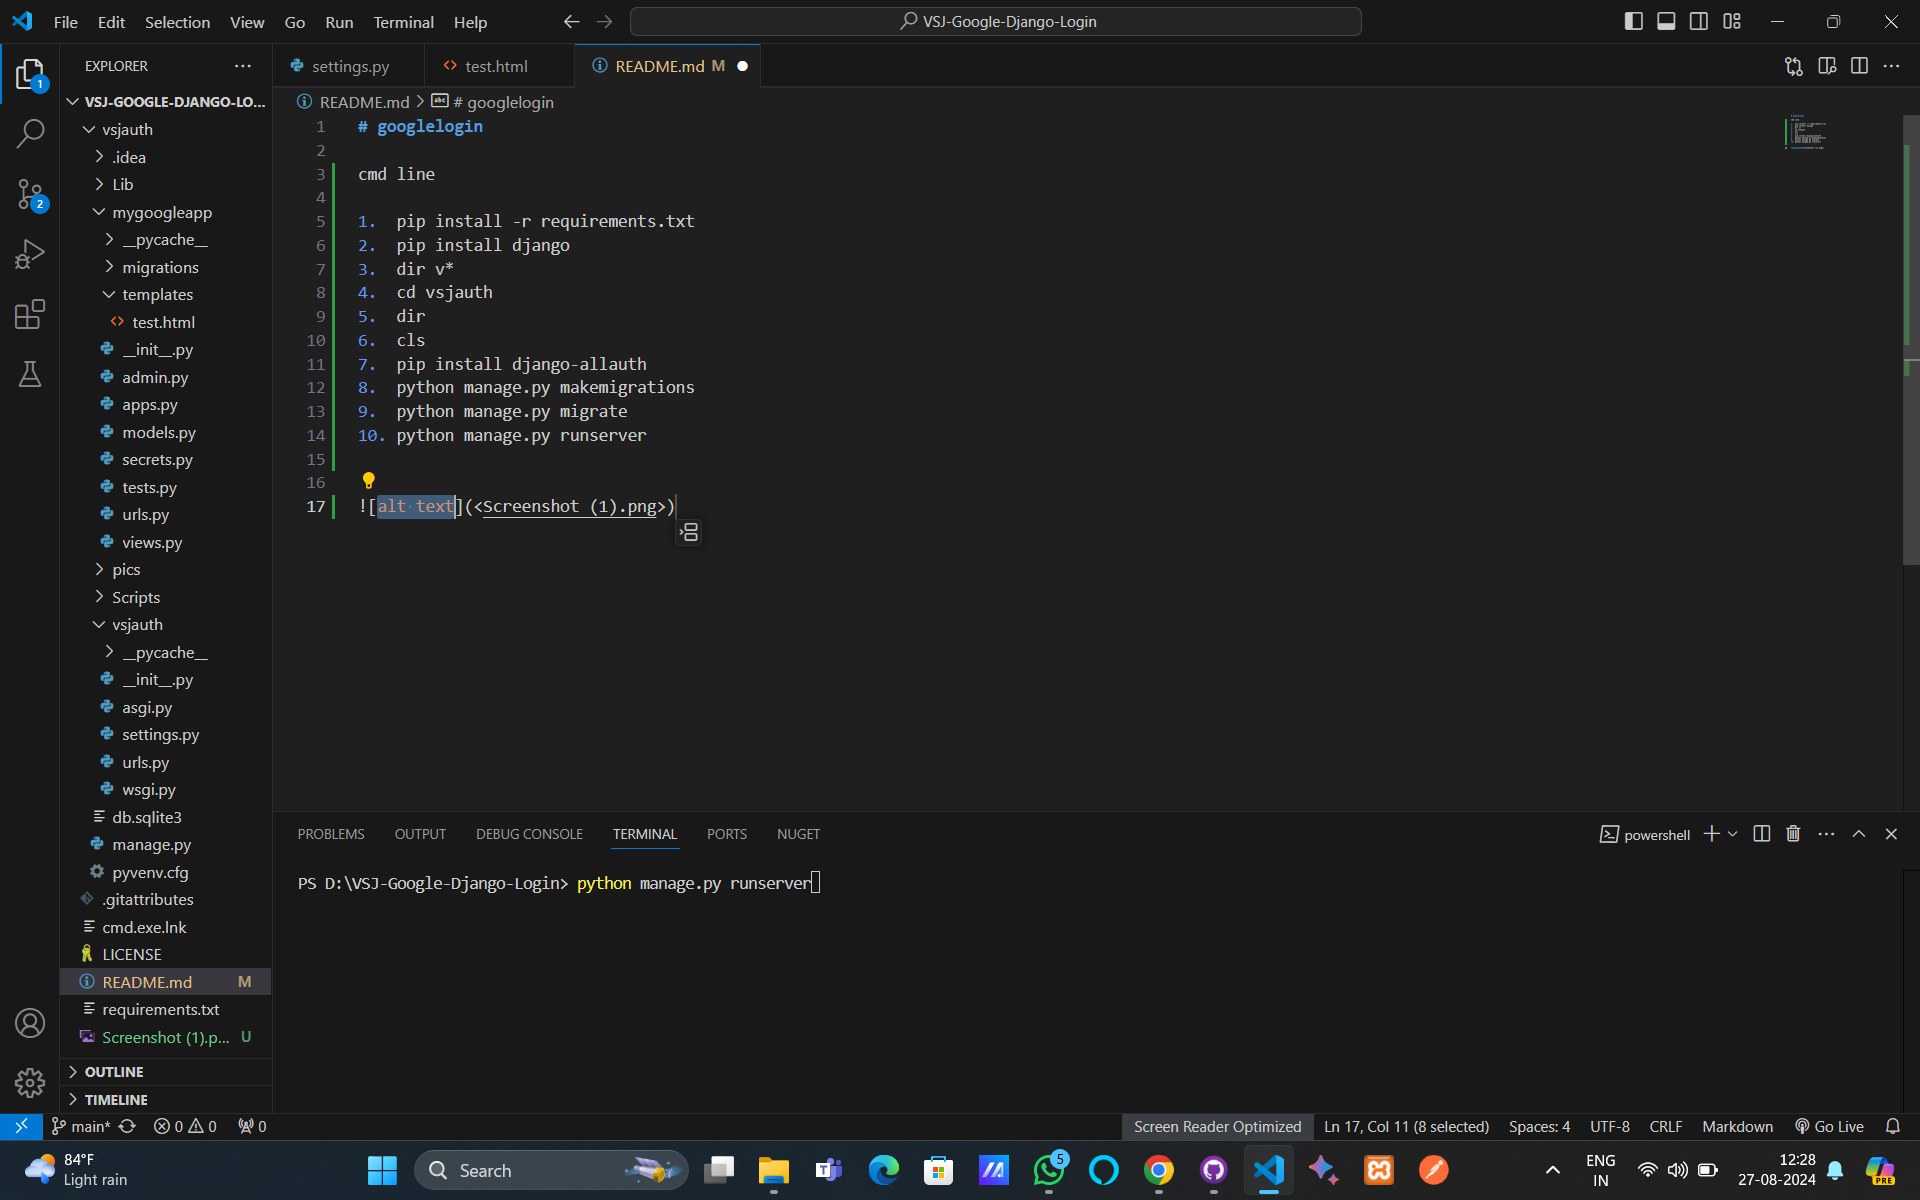 File Edit Selection View Go Run Terminal Help
VSJ-Google-Django-Login
EXPLORER
settings.py
test.html
README.md M
1
VSJ-GOOGLE-DJANGO-LO...
README.md > # googlelogin
vsjauth
.idea
Lib
mygoogleapp
__pycache__
migrations
templates
test.html
__init__.py
admin.py
apps.py
models.py
secrets.py
tests.py
urls.py
views.py
pics
Scripts
vsjauth
__pycache__
__init__.py
asgi.py
settings.py
urls.py
wsgi.py
db.sqlite3
manage.py
pyvenv.cfg
.gitattributes
cmd.exe.lnk
LICENSE
README.md M
requirements.txt
Screenshot (1).p... U
OUTLINE
TIMELINE
2
1 # googlelogin
2
3 cmd line
4
5 1. pip install -r requirements.txt
6 2. pip install django
7 3. dir v*
8 4. cd vsjauth
9 5. dir
10 6. cls
11 7. pip install django-allauth
12 8. python manage.py makemigrations
13 9. python manage.py migrate
14 10. python manage.py runserver
15
16
17 ![alt text](<Screenshot (1).png>)
PROBLEMS OUTPUT DEBUG CONSOLE TERMINAL PORTS NUGET
powershell
PS D:\VSJ-Google-Django-Login> python manage.py runserver
main* 0 0 0
Screen Reader Optimized Ln 17, Col 11 (8 selected) Spaces: 4 UTF-8 CRLF Markdown Go Live
84°F
Light rain
Search
5
ENG
IN
12:28
27-08-2024
PRE